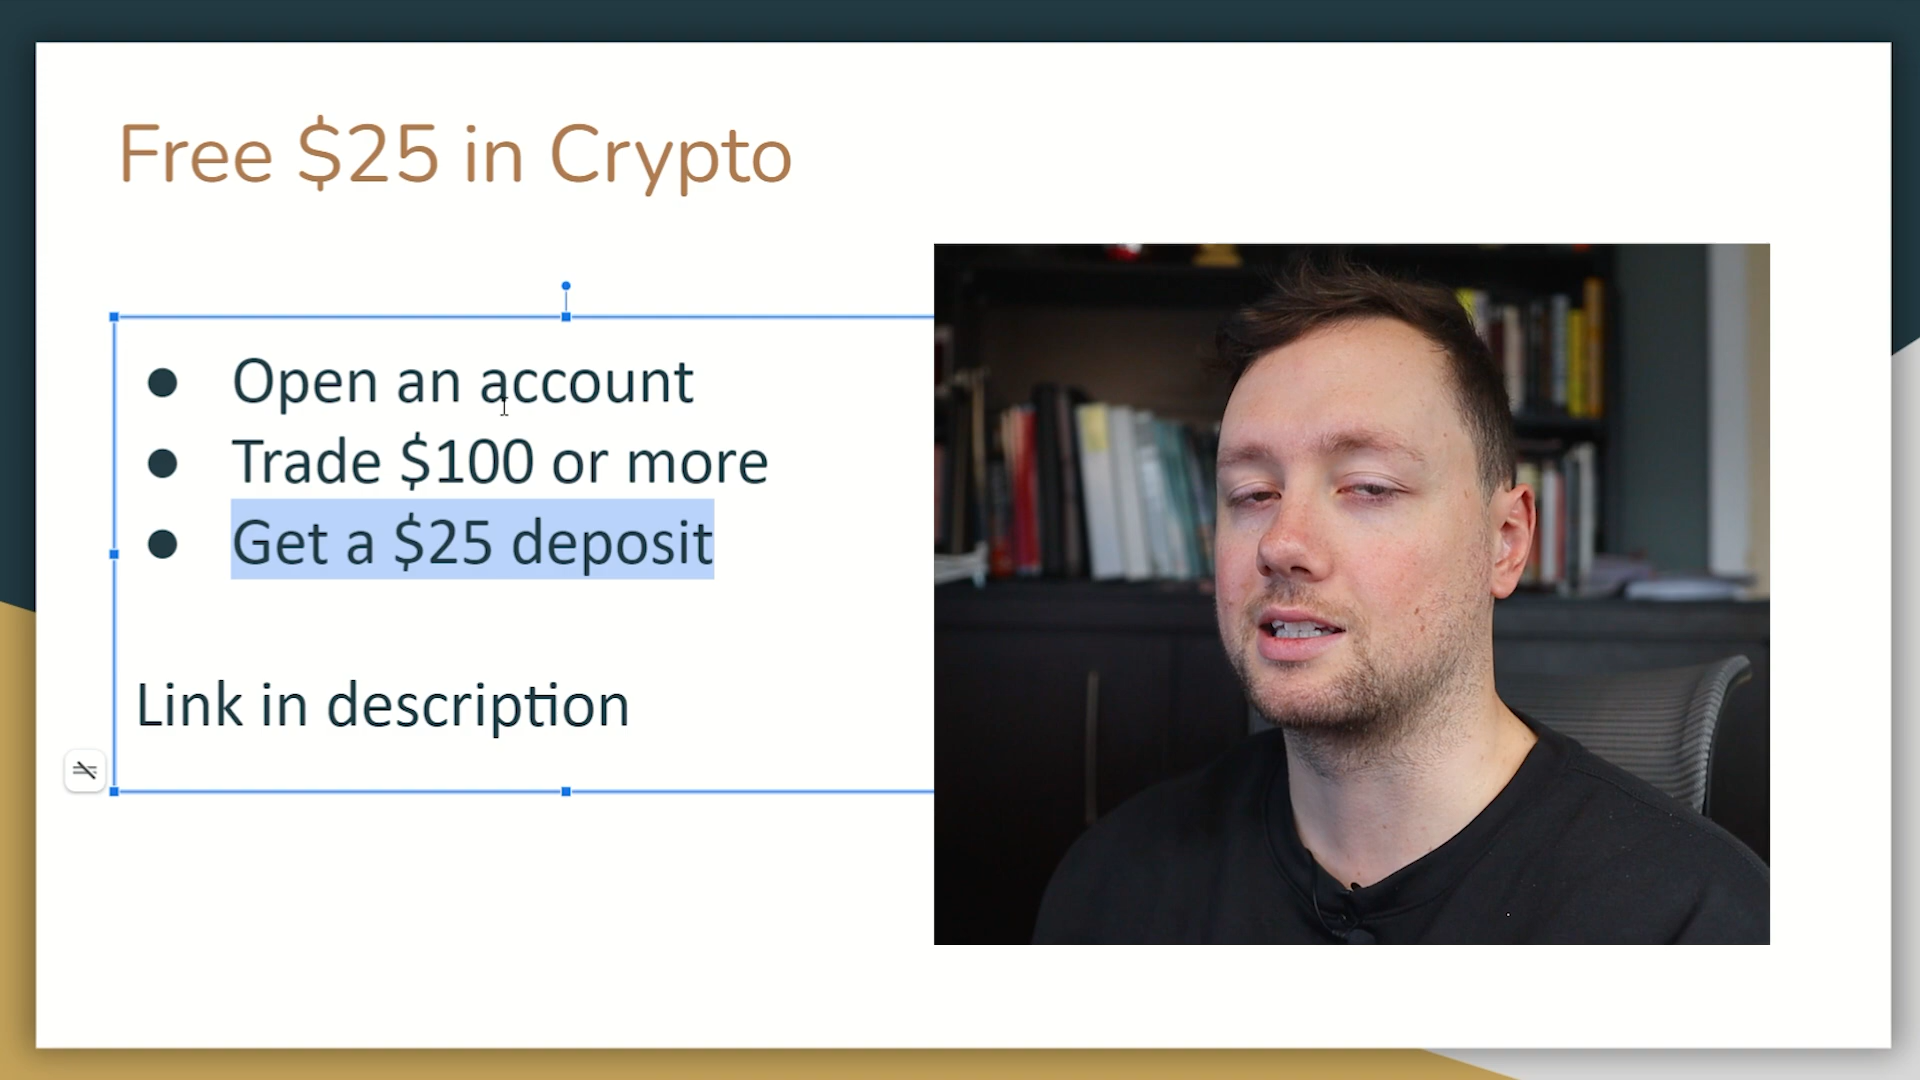 Free $25 in Crypto
● Open an account
● Trade $100 or more
● Get a $25 deposit
Link in description